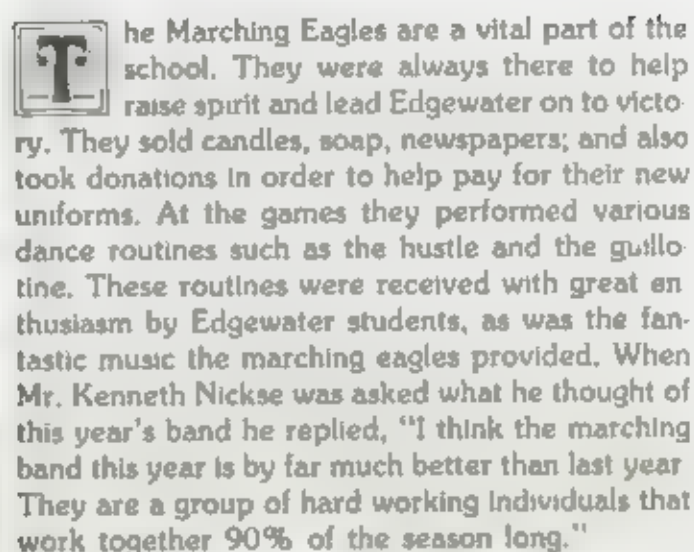 The Marching Eagles are a vital part of the
school. They were always there to help
raise spirit and lead Edgewater on to victo-
ry. They sold candles, soap, newspapers; and also
took donations in order to help pay for their new
uniforms. At the games they performed various
dance routines such as the hustle and the guillo-
tine. These routines were received with great en
thusiasm by Edgewater students, as was the fan-
tastic music the marching eagles provided. When
Mr. Kenneth Nickse was asked what he thought of
this year's band he replied, "I think the marching
band this year is by far much better than last year
They are a group of hard working individuals that
work together 90% of the season long."